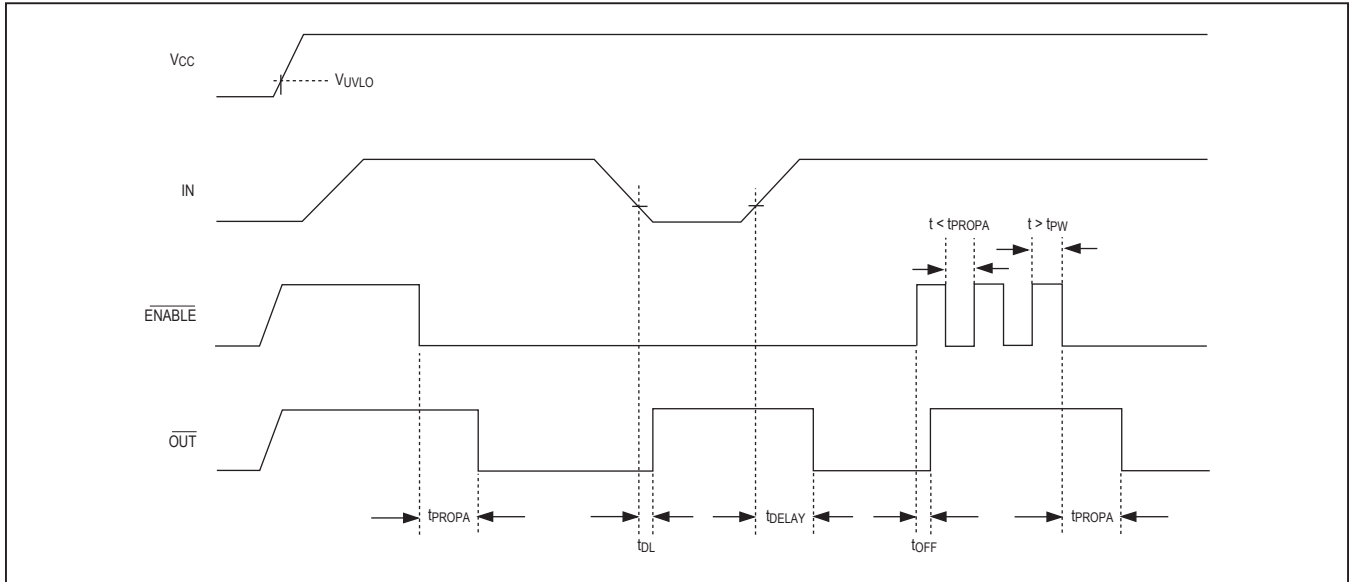 VCC
VUVLO
IN
t < tPROPA
t > tPW
ENABLE
OUT
tPROPA
tDL
tDELAY
tOFF
tPROPA